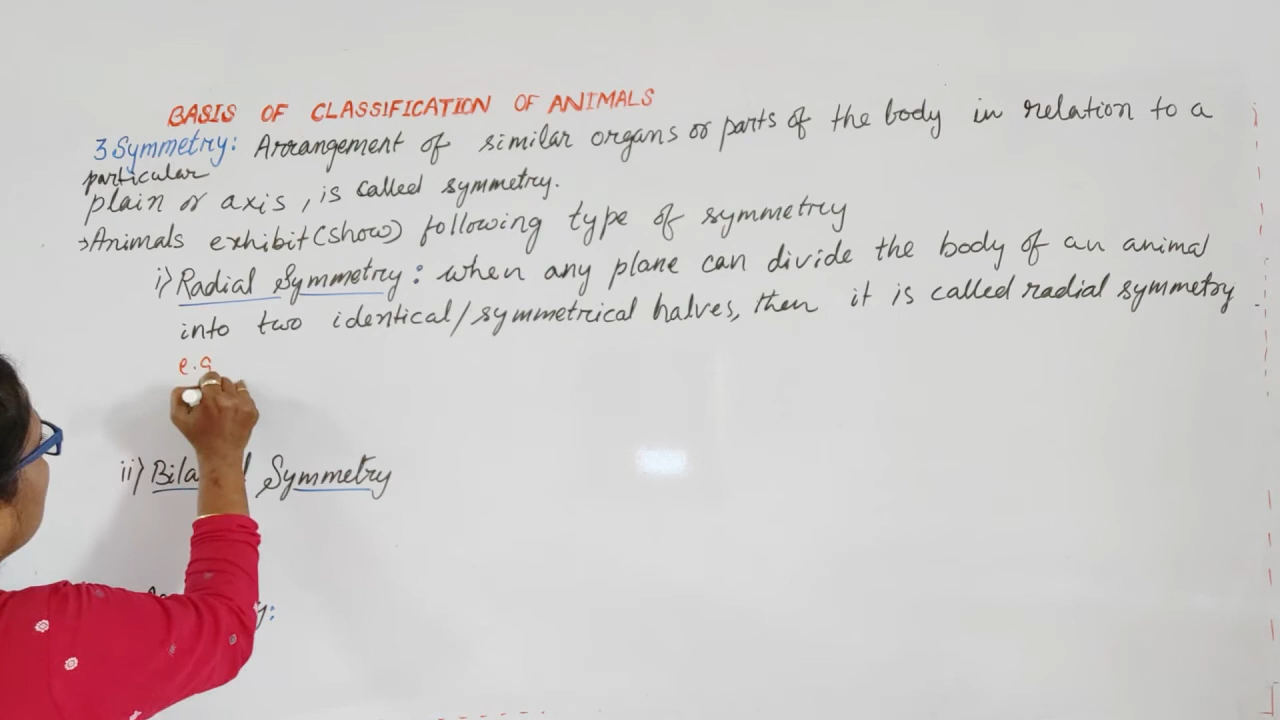 BASIS OF CLASSIFICATION OF ANIMALS
3 Symmetry: Arrangement of similar organs or parts of the body in relation to a
particular
plain or axis, is called symmetry.
→Animals exhibit (show) following type of symmetry
i) Radial Symmetry: when any plane can divide the body of an animal
into two identical/symmetrical halves, then it is called radial symmetry
e.g
ii) Symmetry